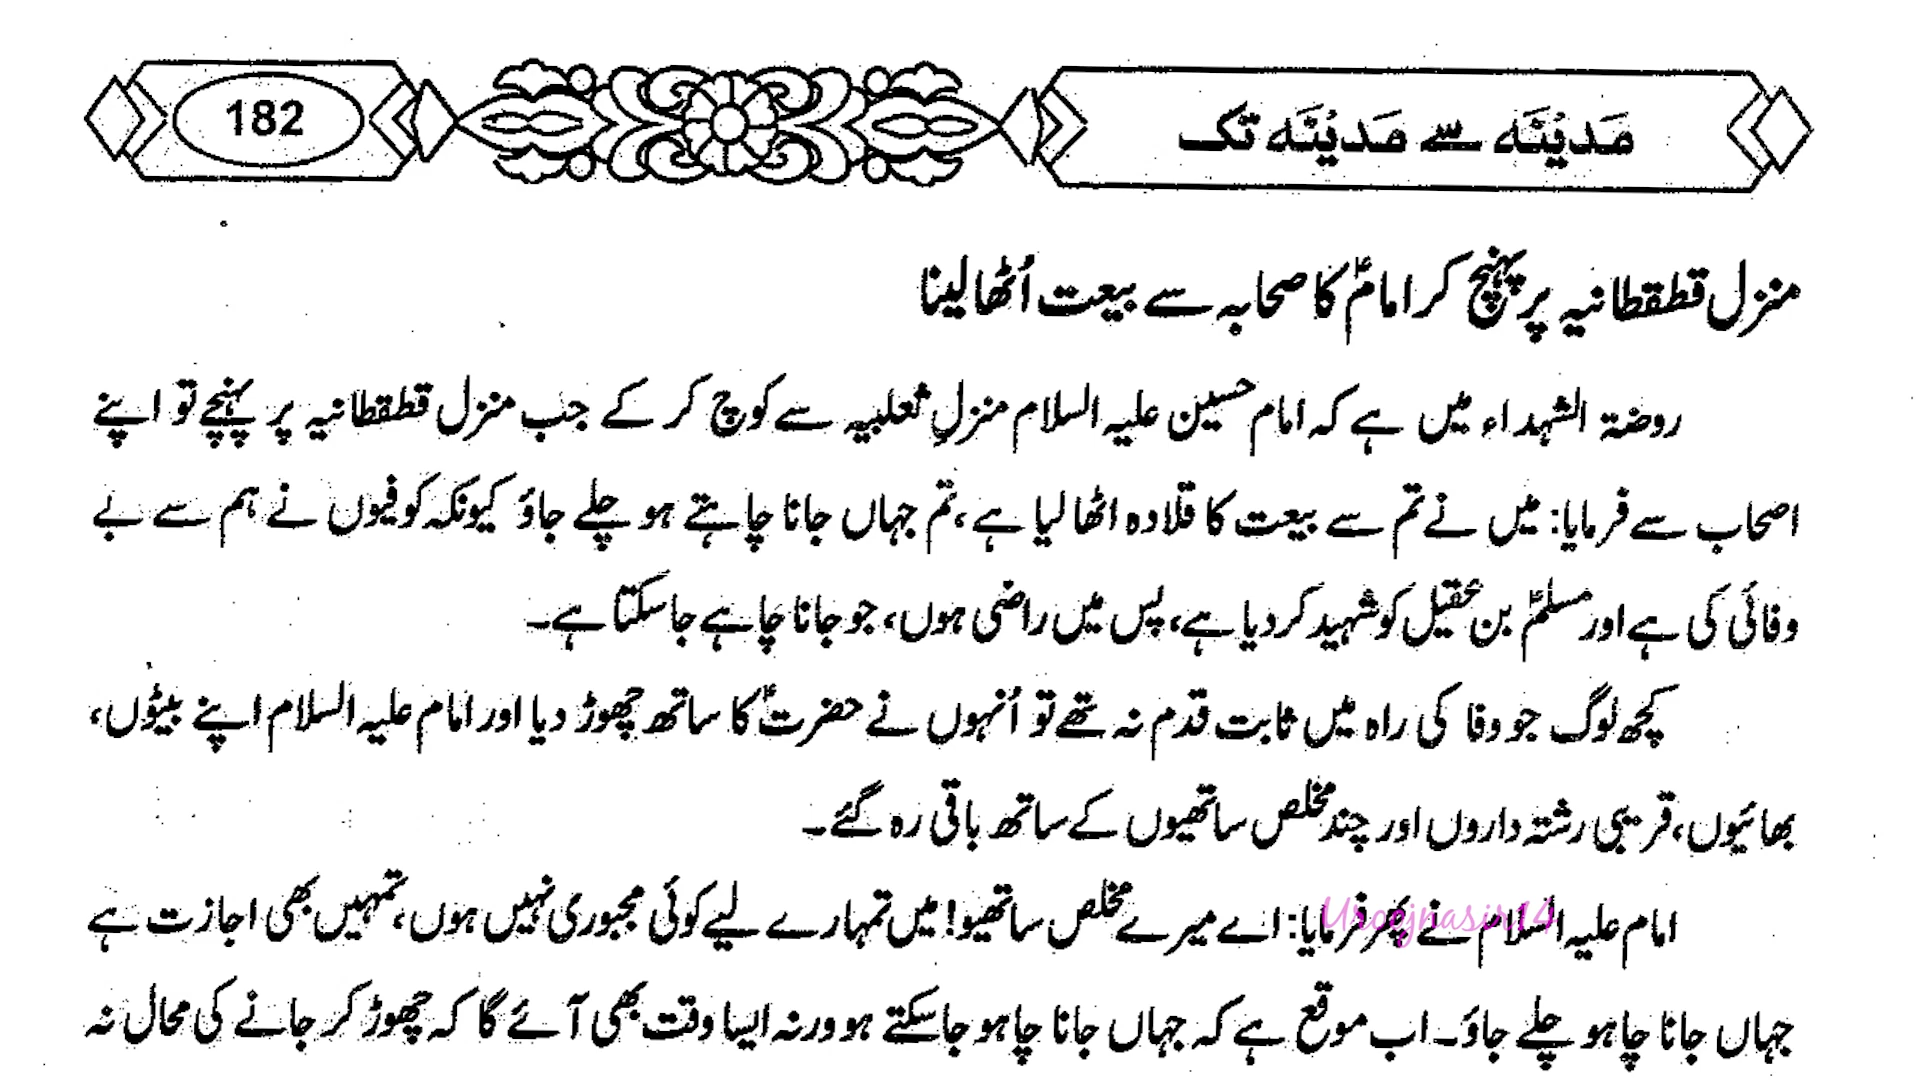 182
مَدیْنَہ سے مَدیْنَہ تک
منزل قطقطانیہ پر پہنچ کر امامؑ کا صحابہ سے بیعت اُٹھا لینا
روضۃ الشہداء میں ہے کہ امام حسین علیہ السلام منزلِ ثعلبیہ سے کوچ کر کے جب منزل قطقطانیہ پر پہنچے تو اپنے
اصحاب سے فرمایا: میں نے تم سے بیعت کا قلادہ اٹھا لیا ہے، تم جہاں جانا چاہتے ہو چلے جاؤ کیونکہ کوفیوں نے ہم سے بے
وفائی کی ہے اور مسلمؑ بن عقیل کو شہید کر دیا ہے، پس میں راضی ہوں، جو جانا چاہے جا سکتا ہے۔
کچھ لوگ جو وفا کی راہ میں ثابت قدم نہ تھے تو اُنہوں نے حضرتؑ کا ساتھ چھوڑ دیا اور امام علیہ السلام اپنے بیٹوں،
بھائیوں، قریبی رشتہ داروں اور چند مخلص ساتھیوں کے ساتھ باقی رہ گئے۔
امام علیہ السلام نے پھر فرمایا: اے میرے مخلص ساتھیو! میں تمہارے لیے کوئی مجبوری نہیں ہوں، تمہیں بھی اجازت ہے
جہاں جانا چاہو چلے جاؤ۔ اب موقع ہے کہ جہاں جانا چاہو جا سکتے ہو ورنہ ایسا وقت بھی آئے گا کہ چھوڑ کر جانے کی محال نہ
Uroojnasir14